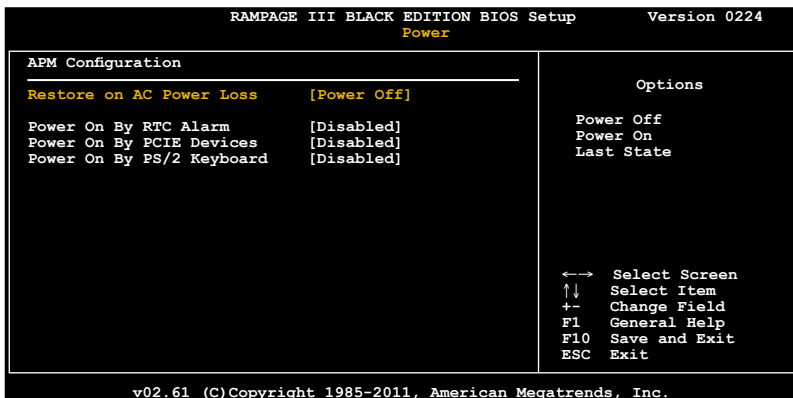 RAMPAGE III BLACK EDITION BIOS Setup Version 0224
Power
APM Configuration
Restore on AC Power Loss [Power Off]
Power On By RTC Alarm [Disabled]
Power On By PCIE Devices [Disabled]
Power On By PS/2 Keyboard [Disabled]
Options
Power Off
Power On
Last State
←→ Select Screen
↑↓ Select Item
+- Change Field
F1 General Help
F10 Save and Exit
ESC Exit
v02.61 (C)Copyright 1985-2011, American Megatrends, Inc.